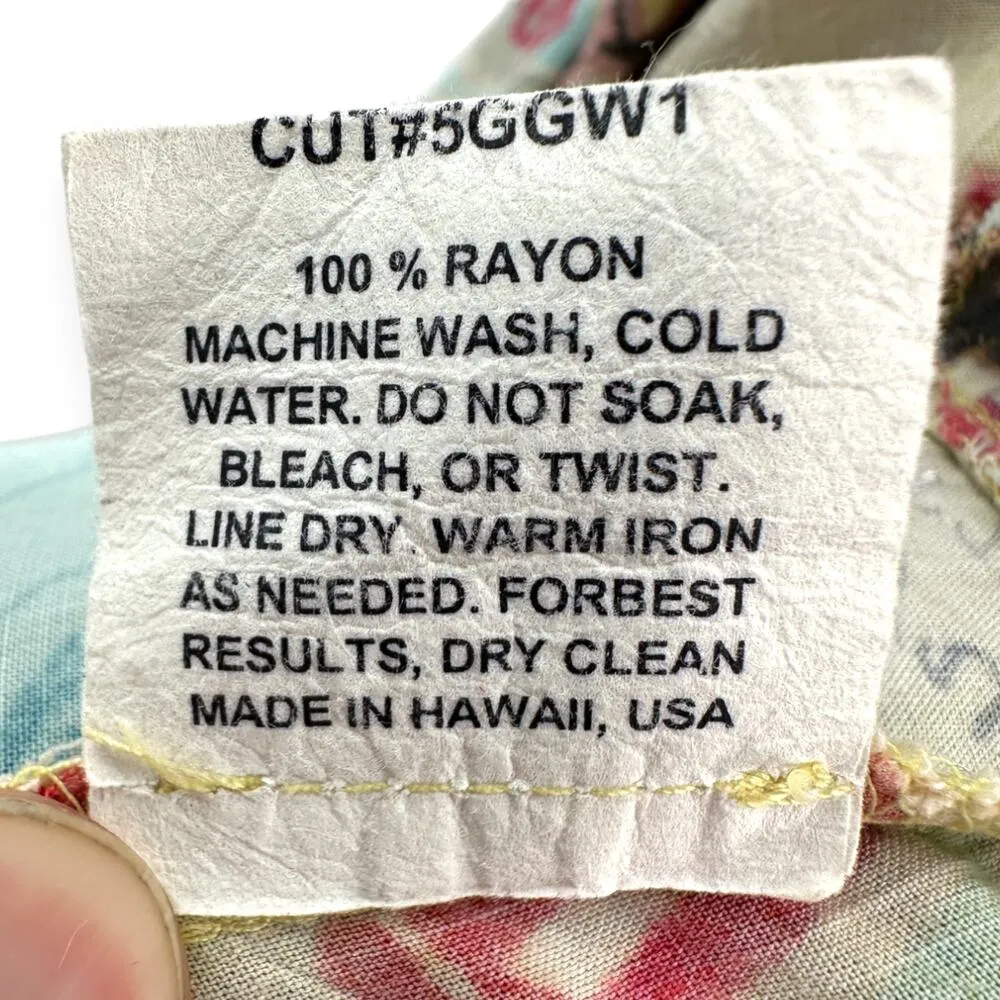 CUT#5GGW1
100 % RAYON
MACHINE WASH, COLD
WATER. DO NOT SOAK,
BLEACH, OR TWIST.
LINE DRY. WARM IRON
AS NEEDED. FORBEST
RESULTS, DRY CLEAN
MADE IN HAWAII, USA